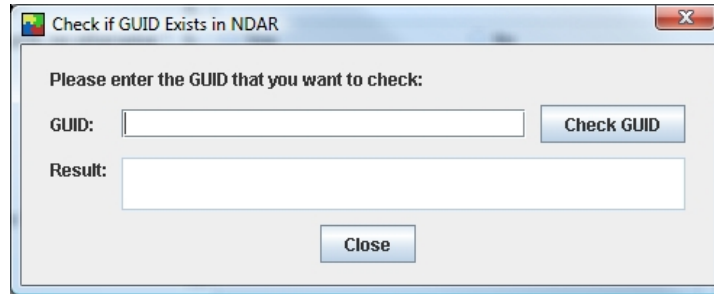 Check if GUID Exists in NDAR
Please enter the GUID that you want to check:
GUID:
Check GUID
Result:
Close